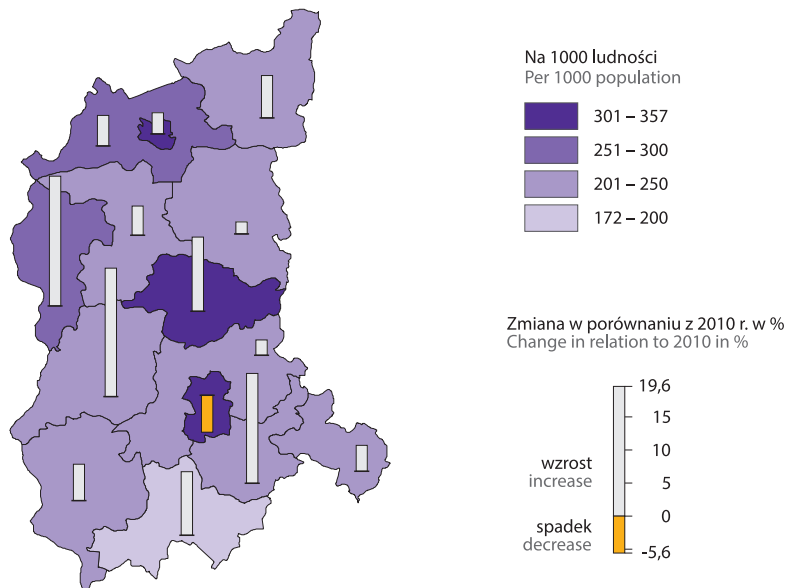 Na 1000 ludności
Per 1000 population
301 – 357
251 – 300
201 – 250
172 – 200
Zmiana w porównaniu z 2010 r. w %
Change in relation to 2010 in %
19,6
15
10
wzrost
increase
5
0
spadek
decrease
-5,6